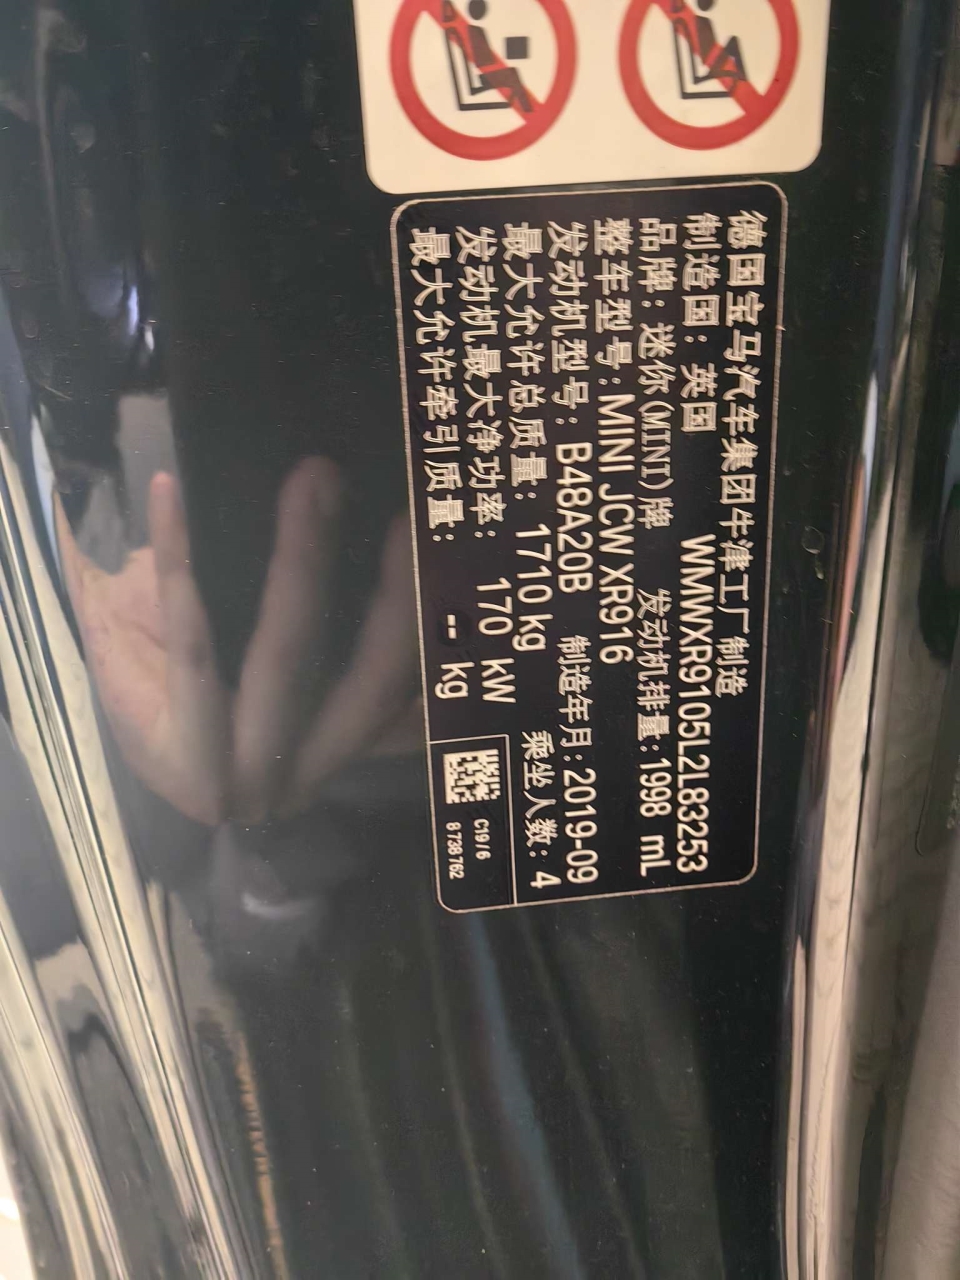 德国宝马汽车集团牛津工厂 制造
制造国：英国 WMWXR9105L2L83253
品牌：迷你(MINI)牌 发动机排量：1998 mL
整车型号：MINI JCW XR916
发动机型号：B48A20B 制造年月：2019-09
最大允许总质量：1710 kg 乘坐人数：4
发动机最大净功率：170 kW
最大允许牵引质量：-- kg
C19/6
8 738 762